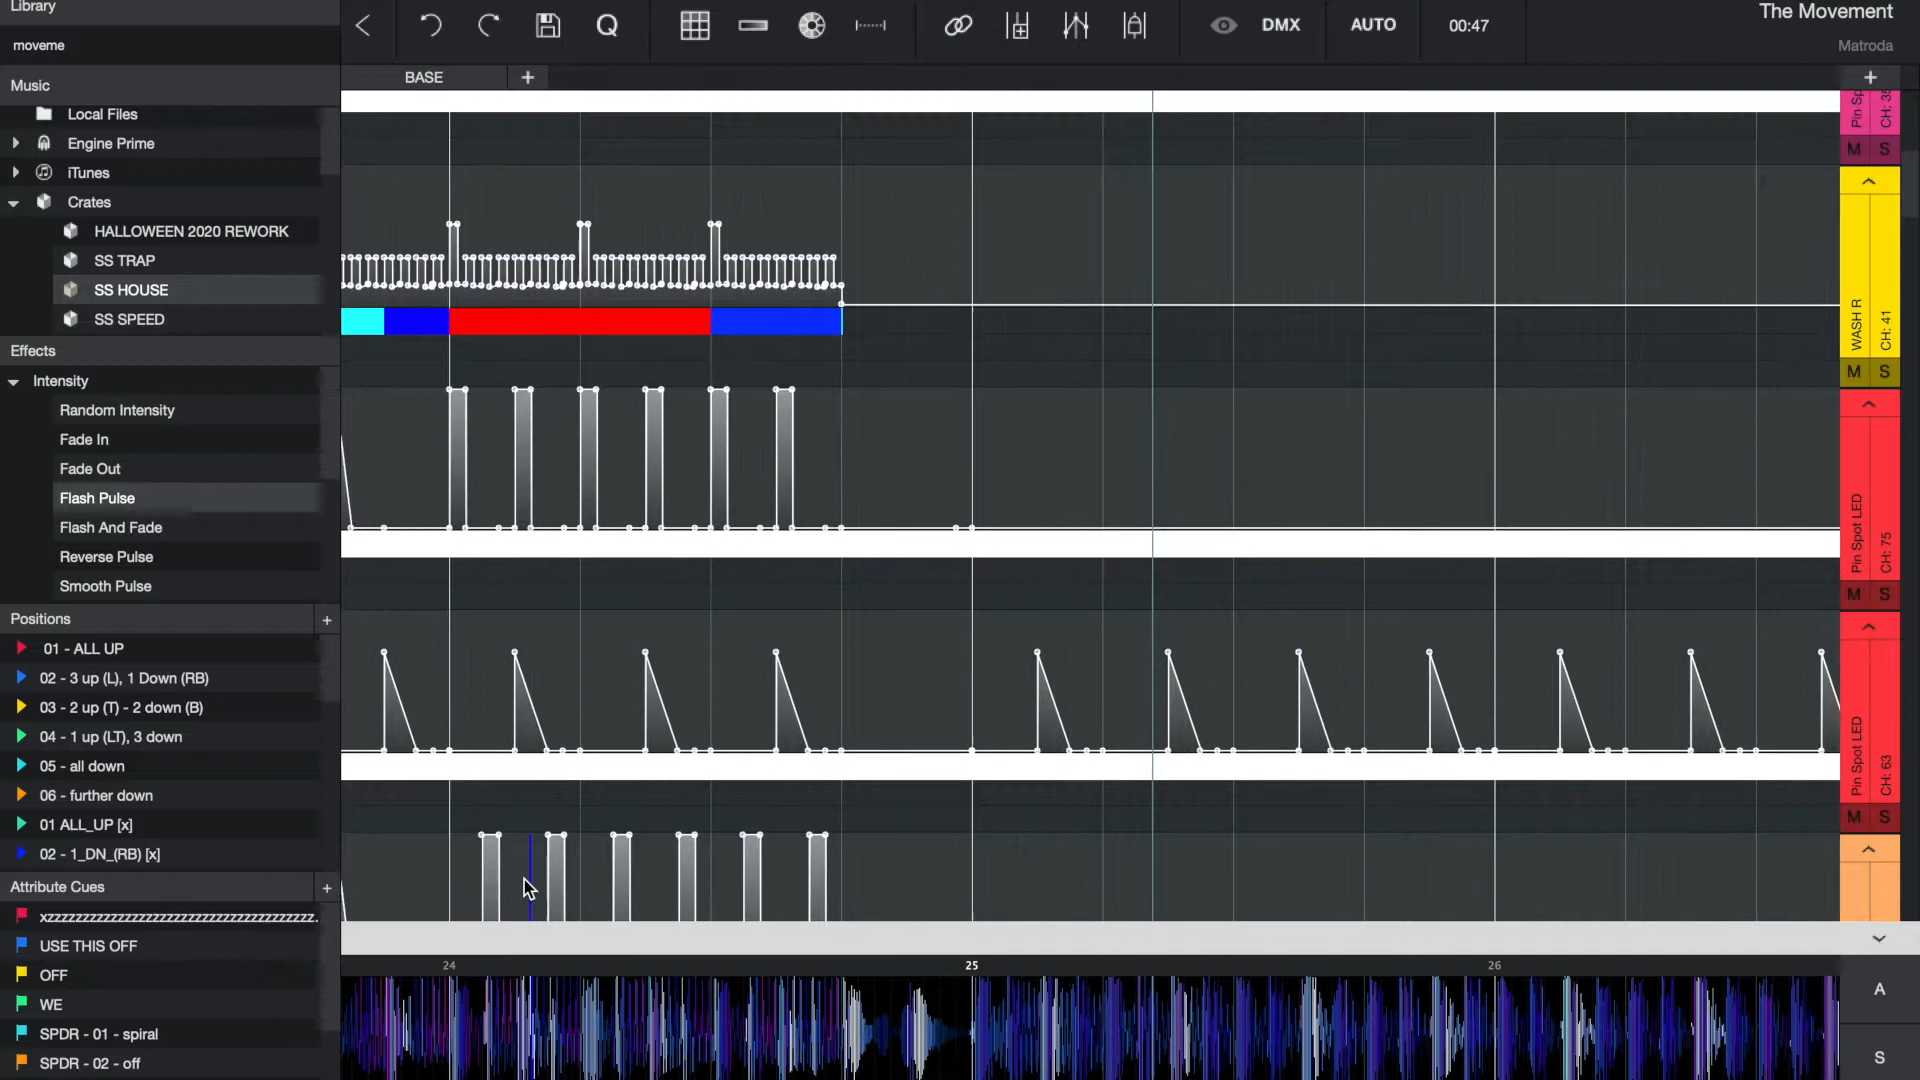 Library
moveme
Music
Local Files
Engine Prime
iTunes
Crates
HALLOWEEN 2020 REWORK
SS TRAP
SS HOUSE
SS SPEED
Effects
Intensity
Random Intensity
Fade In
Fade Out
Flash Pulse
Flash And Fade
Reverse Pulse
Smooth Pulse
Positions +
01 - ALL UP
02 - 3 up (L), 1 Down (RB)
03 - 2 up (T) - 2 down (B)
04 - 1 up (LT), 3 down
05 - all down
06 - further down
01 ALL_UP [x]
02 - 1_DN_(RB) [x]
Attribute Cues +
USE THIS OFF
OFF
WE
SPDR - 01 - spiral
SPDR - 02 - off
Q
DMX
AUTO
00:47
The Movement
Matroda
BASE +
+
Pin Sp
M S
WASH R
CH: 41
M S
Pin Spot LED
CH: 75
M S
Pin Spot LED
CH: 63
M S
24 25 26
A
S